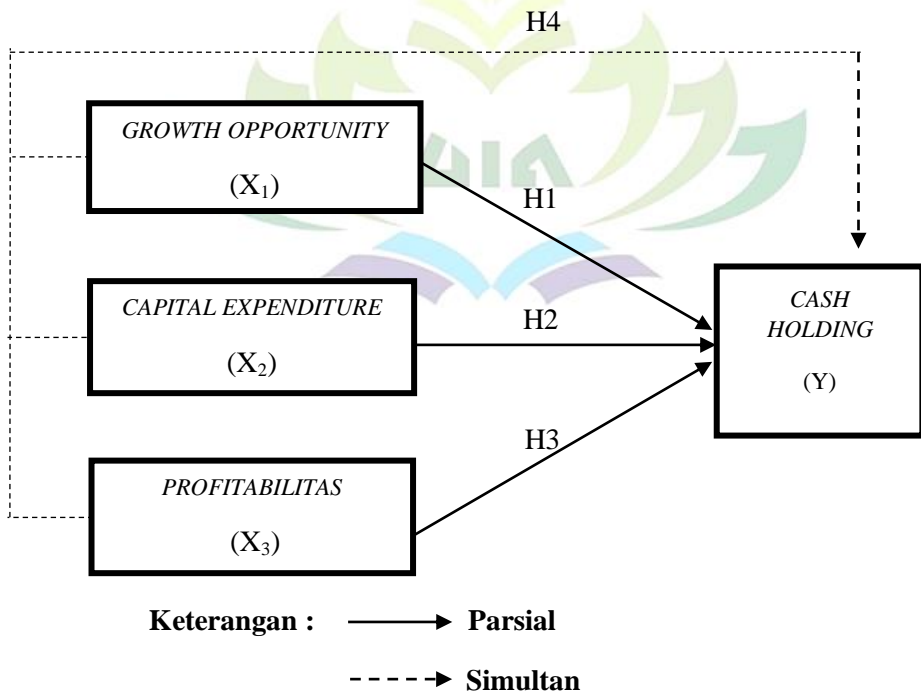 H4
GROWTH OPPORTUNITY
(X₁)
H1
CAPITAL EXPENDITURE
(X₂)
H2
CASH
HOLDING
(Y)
H3
PROFITABILITAS
(X₃)
Keterangan : Parsial
Simultan